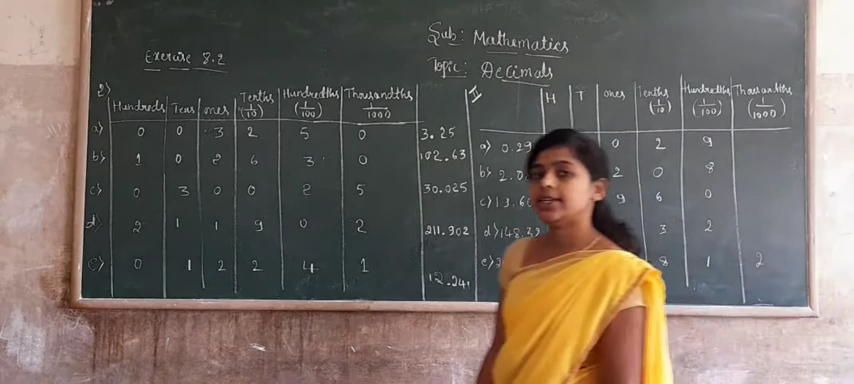 Sub: Mathematics
Exercise 8.2
Topic: Decimals
2)
Hundreds Tens ones Tenths (1/10) Hundredths (1/100) Thousandths 1/1000
a) 0 0 3 2 5 0 3.25
b) 1 0 2 6 3 0 102.63
c) 0 3 0 0 2 5 30.025
d) 2 1 1 9 0 2 211.902
e) 0 1 2 2 4 1 12.241
II
H T ones Tenths (1/10) Hundredths (1/100) Thousandths (1/1000)
a) 0.29 0 2 9
b) 2 0 8
c) 9 6 0
d) 148.32 3 2
e) 8 1 2